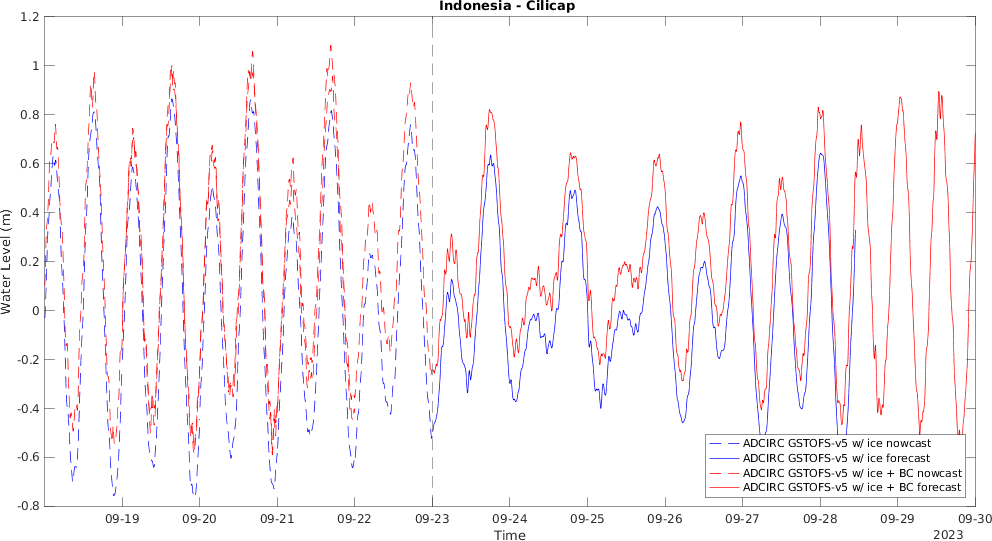 Indonesia - Cilicap
1.2
1
0.8
0.6
0.4
0.2
0
-0.2
-0.4
-0.6
-0.8
Water Level (m)
09-19 09-20 09-21 09-22 09-23 09-24 09-25 09-26 09-27 09-28 09-29 09-30
Time
2023
ADCIRC GSTOFS-v5 w/ ice nowcast
ADCIRC GSTOFS-v5 w/ ice forecast
ADCIRC GSTOFS-v5 w/ ice + BC nowcast
ADCIRC GSTOFS-v5 w/ ice + BC forecast